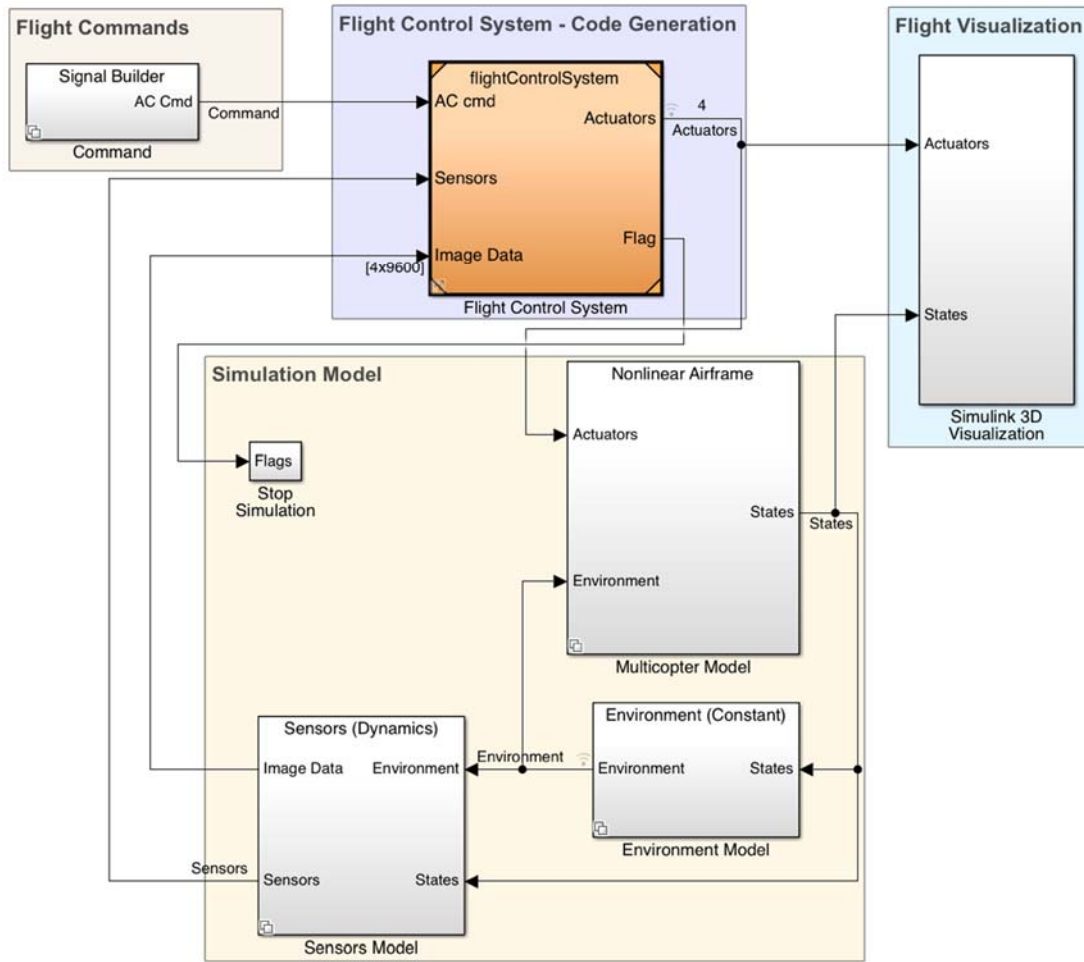 Flight Commands
Signal Builder
AC Cmd
Command
Command
Flight Control System - Code Generation
flightControlSystem
AC cmd
Actuators
4
Actuators
Sensors
Flag
Image Data
[4x9600]
Flight Control System
Flight Visualization
Actuators
States
Simulink 3D
Visualization
Simulation Model
Flags
Stop
Simulation
Nonlinear Airframe
Actuators
States
States
Environment
Multicopter Model
Sensors (Dynamics)
Image Data
Environment
Sensors
Sensors
States
Sensors Model
Environment
Environment (Constant)
Environment
States
Environment Model